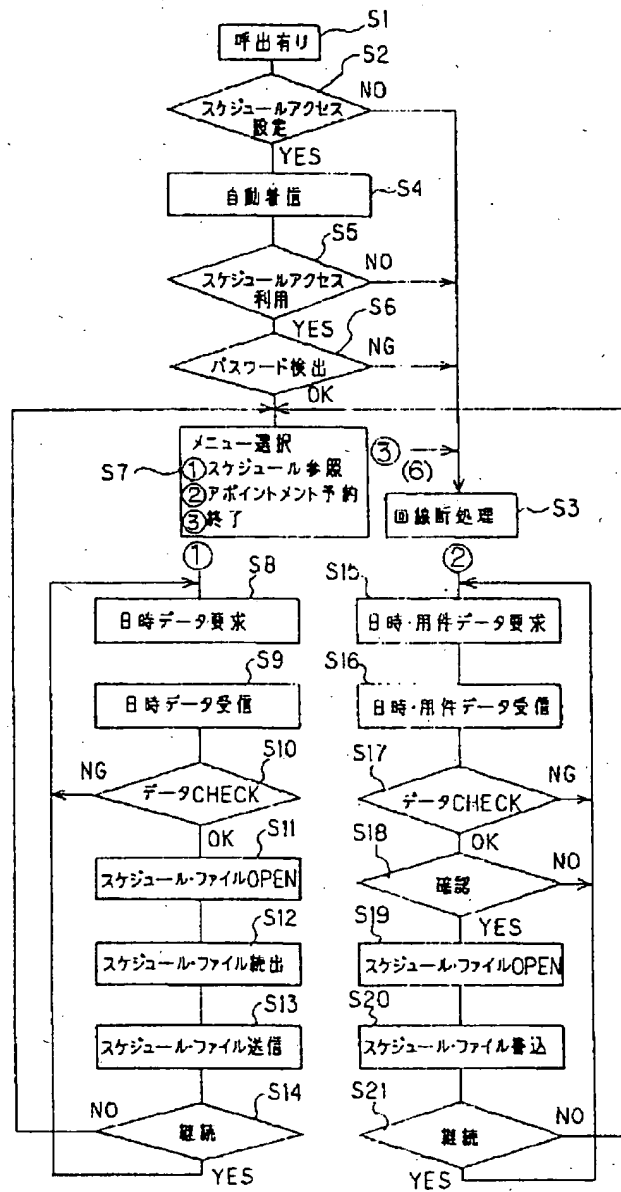 S1
呼出有り
S2
NO
スケジュールアクセス
設定
YES
自動着信
S4
S5
NO
スケジュールアクセス
利用
YES
S6
NG
パスワード検出
OK
メニュー選択
①スケジュール参照
②アポイントメント予約
③終了
S7
③
(6)
回線断処理
S3
①
S8
日時データ要求
S9
日時データ受信
S10
NG
データCHECK
OK
S11
スケジュール・ファイルOPEN
S12
スケジュール・ファイル読出
S13
スケジュール・ファイル送信
S14
NO
継続
YES
②
S15
日時・用件データ要求
S16
日時・用件データ受信
S17
NG
データCHECK
OK
S18
NO
確認
YES
S19
スケジュール・ファイルOPEN
S20
スケジュール・ファイル書込
S21
NO
継続
YES